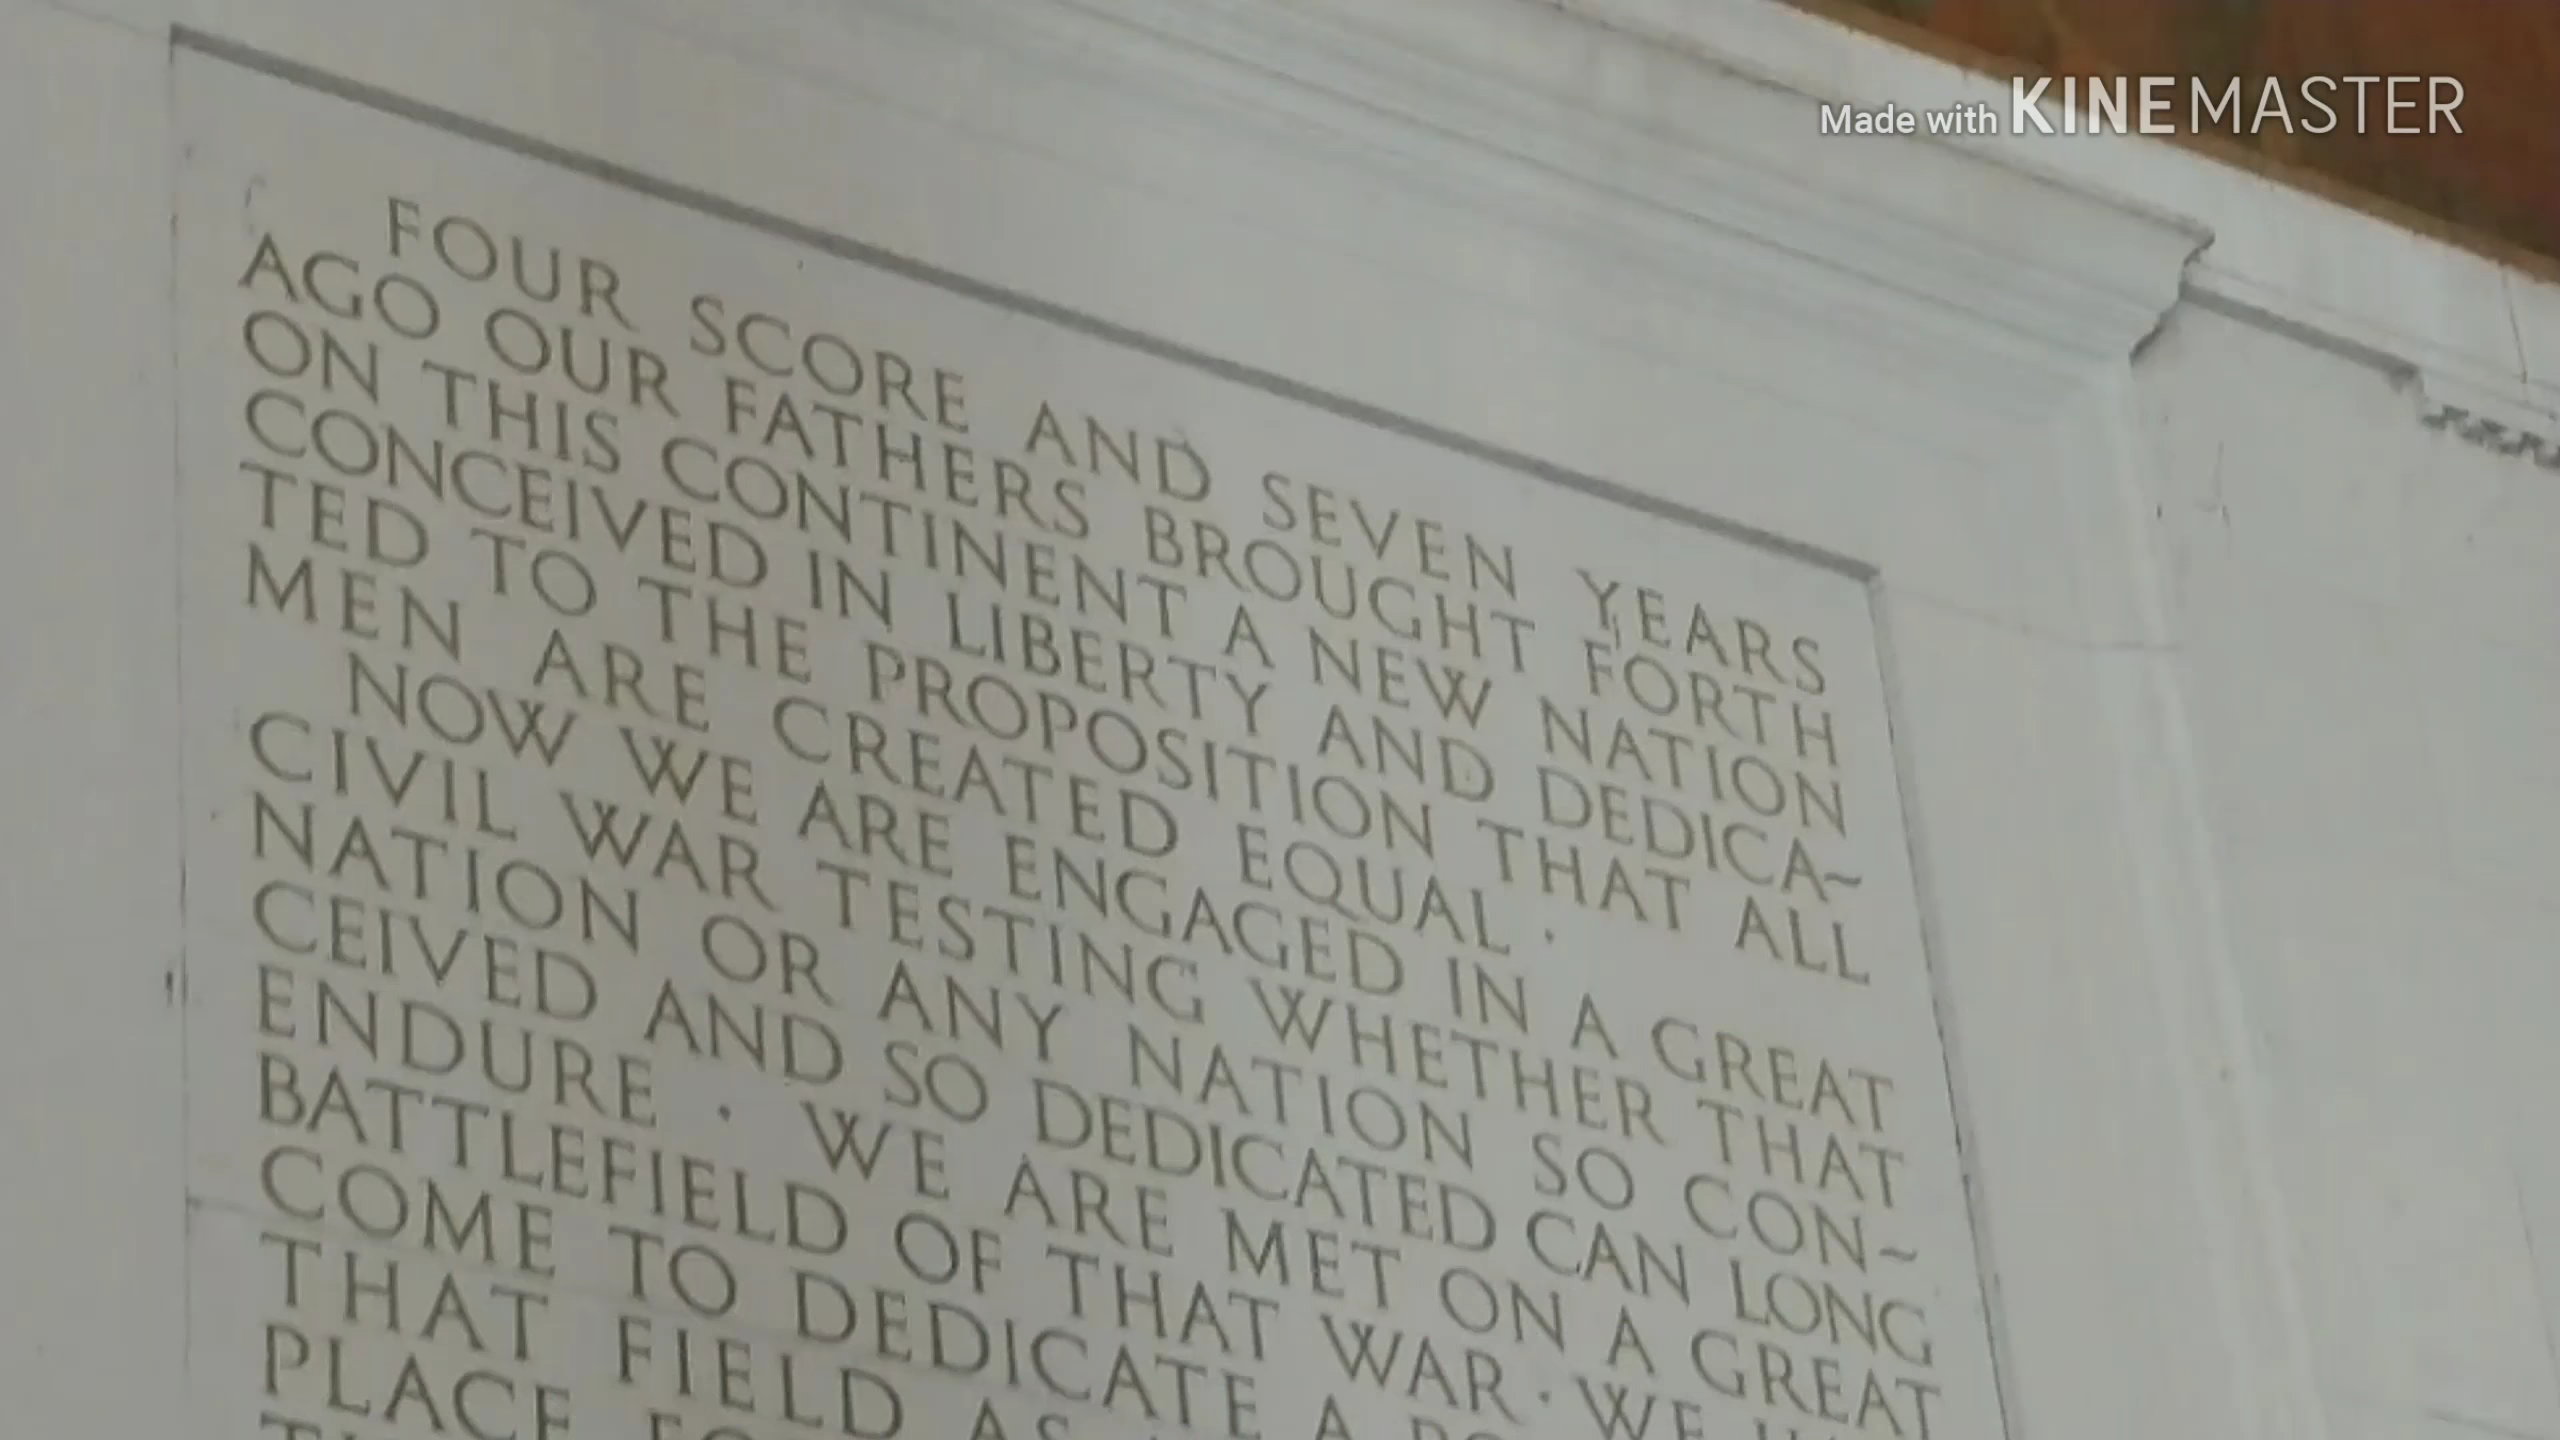 Made with KINEMASTER
FOUR SCORE AND SEVEN YEARS
AGO OUR FATHERS BROUGHT FORTH
ON THIS CONTINENT A NEW NATION
CONCEIVED IN LIBERTY AND DEDICA~
TED TO THE PROPOSITION THAT ALL
MEN ARE CREATED EQUAL ·
NOW WE ARE ENGAGED IN A GREAT
CIVIL WAR TESTING WHETHER THAT
NATION OR ANY NATION SO CON~
CEIVED AND SO DEDICATED CAN LONG
ENDURE · WE ARE MET ON A GREAT
BATTLEFIELD OF THAT WAR · WE
COME TO DEDICATE A
THAT FIELD AS
PLACE